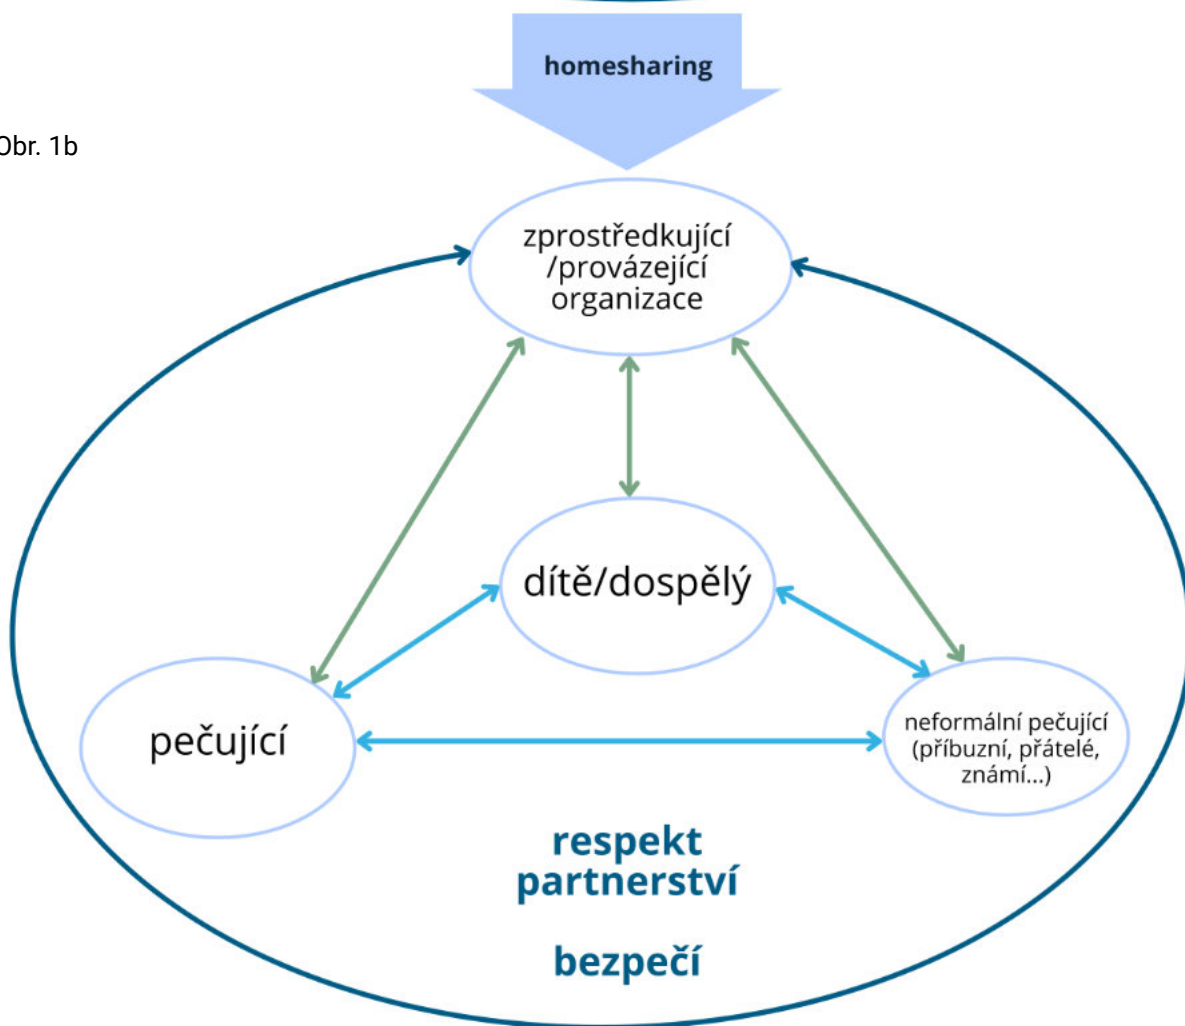 homesharing
Obr. 1b
zprostředkující
/provázející
organizace
dítě/dospělý
pečující
neformální pečující
(příbuzní, přátelé,
známí...)
respekt
partnerství
bezpečí